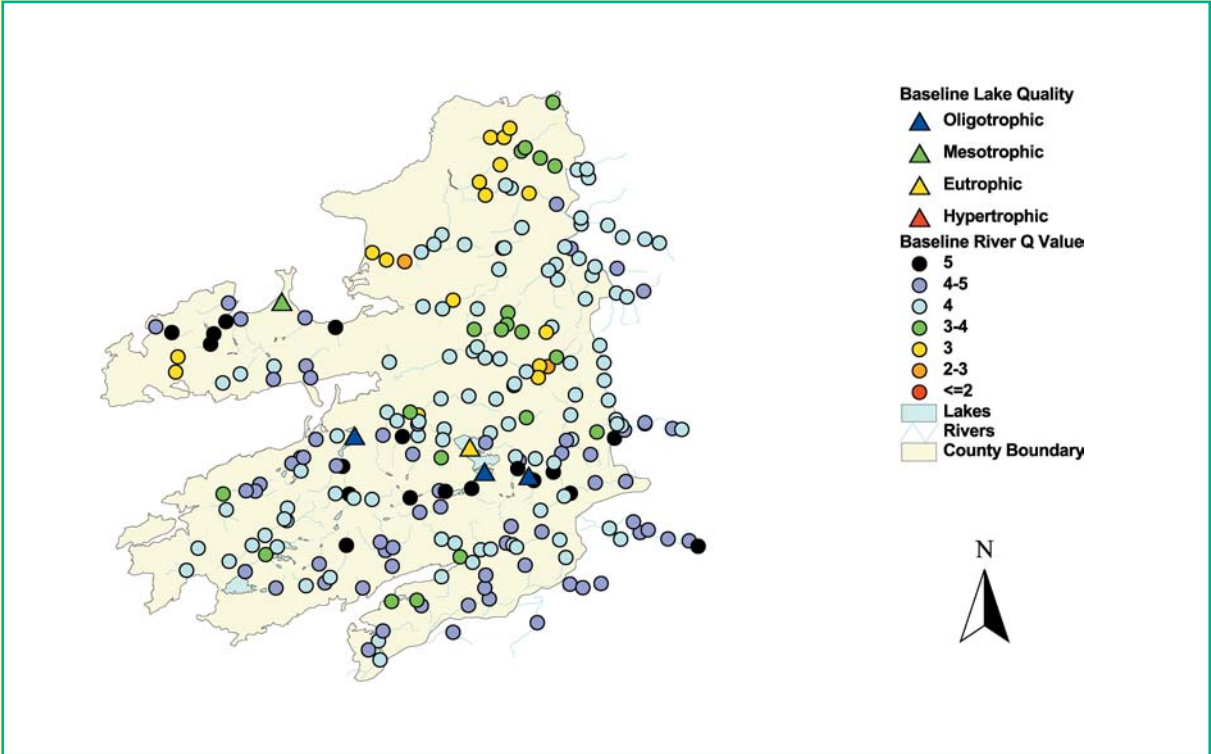 Baseline Lake Quality
Oligotrophic
Mesotrophic
Eutrophic
Hypertrophic
Baseline River Q Value
5
4-5
4
3-4
3
2-3
<=2
Lakes
Rivers
County Boundary
N